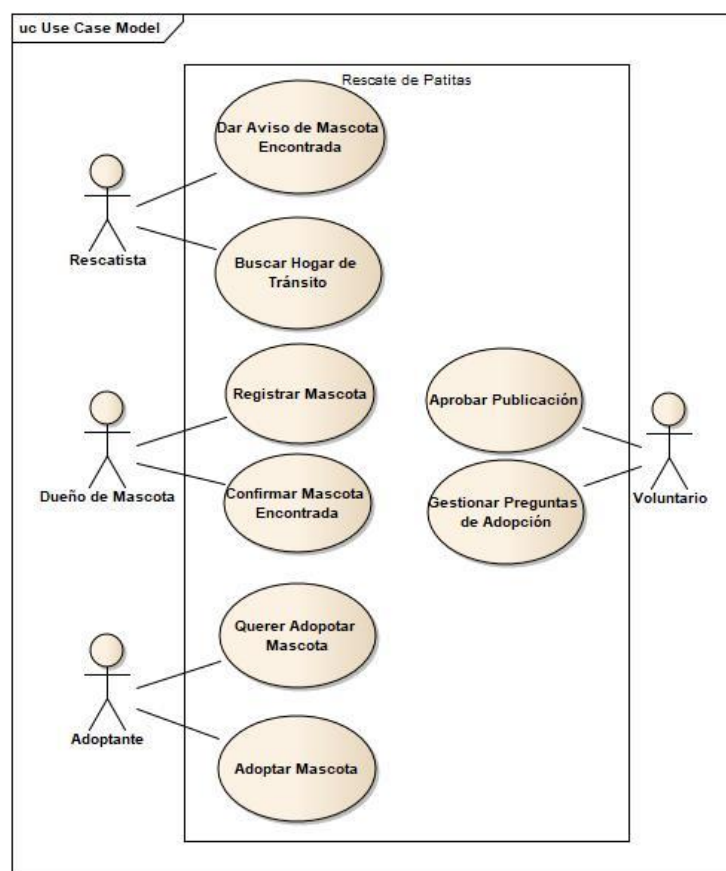 uc Use Case Model
Rescate de Patitas
Dar Aviso de Mascota
Encontrada
Rescatista
Buscar Hogar de
Tránsito
Registrar Mascota
Aprobar Publicación
Dueño de Mascota
Confirmar Mascota
Encontrada
Gestionar Preguntas
de Adopción
Voluntario
Querer Adopotar
Mascota
Adoptante
Adoptar Mascota